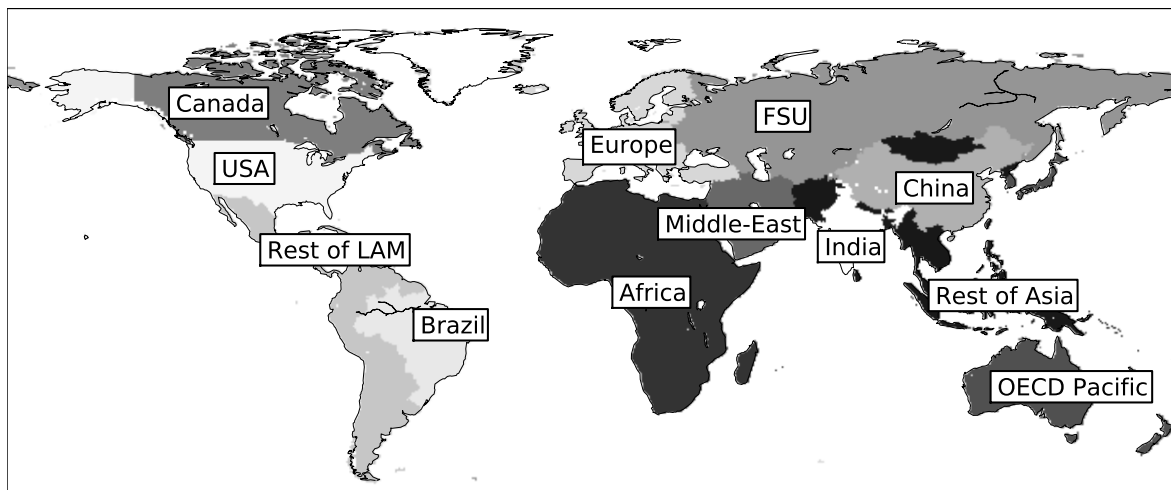 Canada
FSU
Europe
USA
China
Middle-East
Rest of LAM
India
Africa
Rest of Asia
Brazil
OECD Pacific